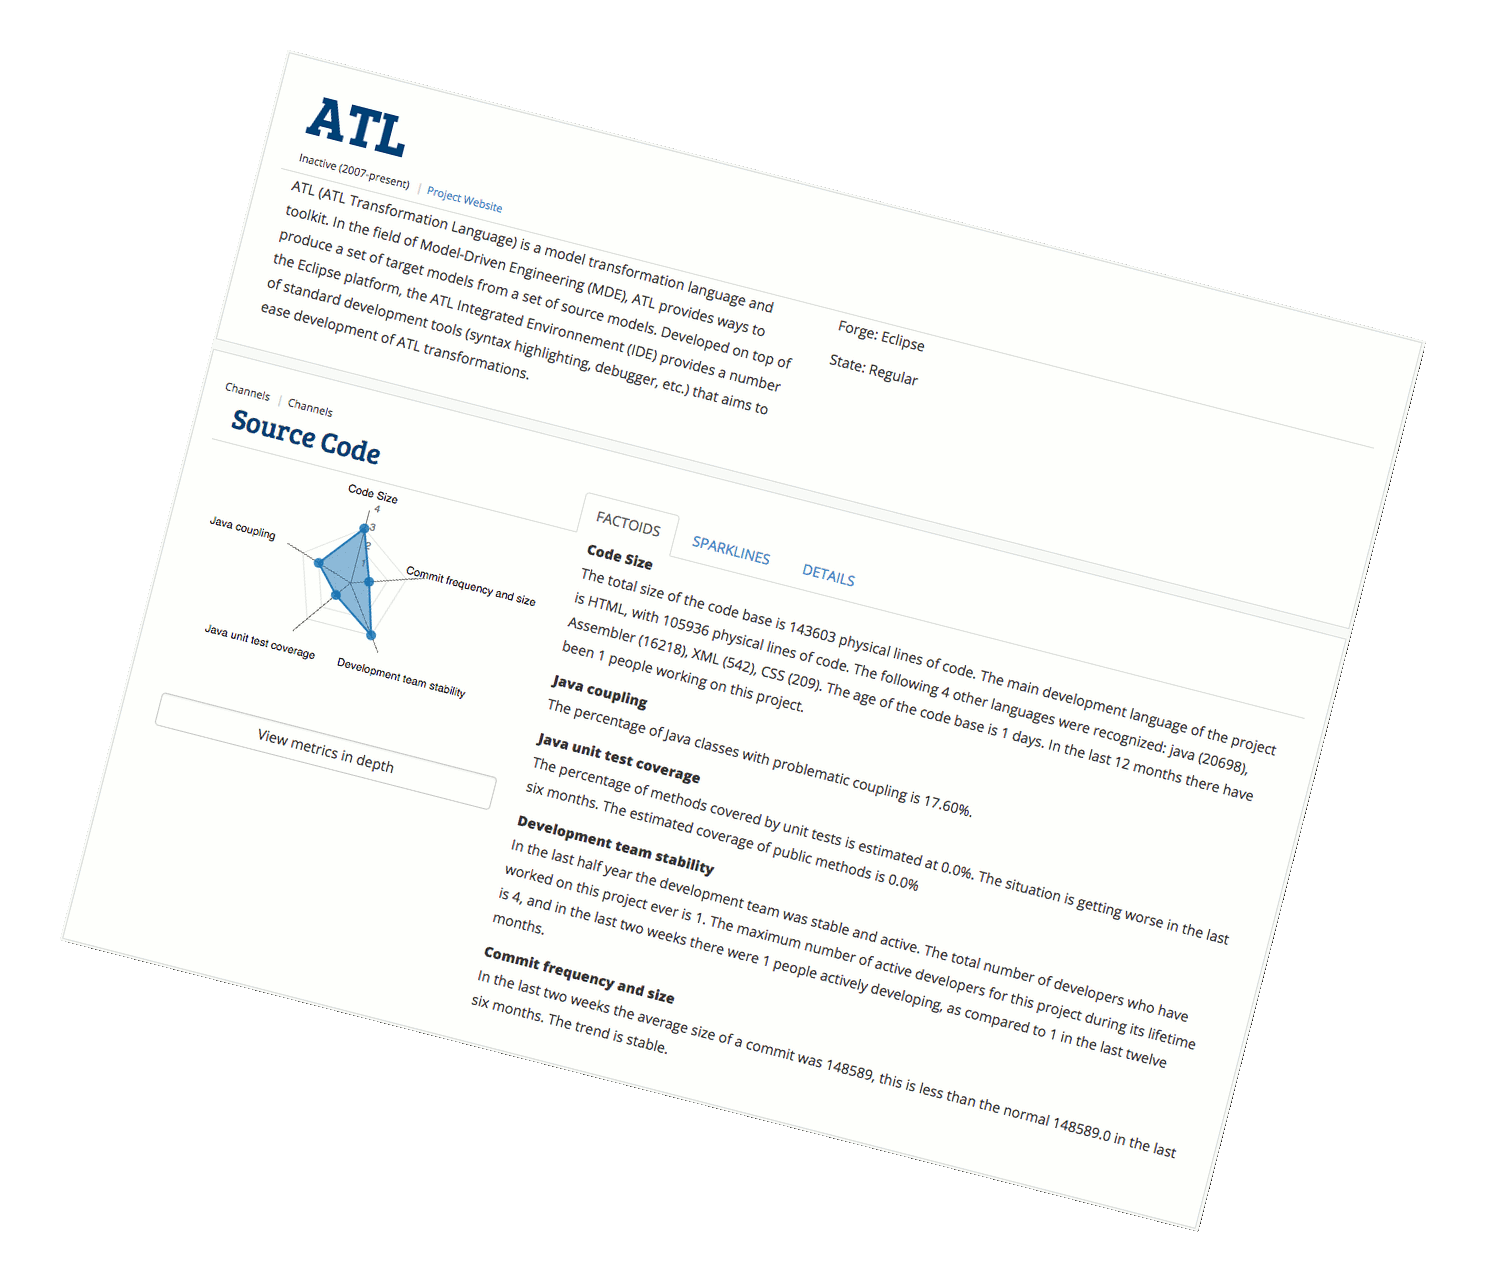 ATL
Inactive (2007-present) | Project Website
ATL (ATL Transformation Language) is a model transformation language and
toolkit. In the field of Model-Driven Engineering (MDE), ATL provides ways to
produce a set of target models from a set of source models. Developed on top of
the Eclipse platform, the ATL Integrated Environnement (IDE) provides a number
of standard development tools (syntax highlighting, debugger, etc.) that aims to
ease development of ATL transformations.
Forge: Eclipse
State: Regular
Channels | Channels
Source Code
Code Size
4
3
2
1
Java coupling
Commit frequency and size
Java unit test coverage
Development team stability
View metrics in depth
FACTOIDS
SPARKLINES
DETAILS
Code Size
The total size of the code base is 143603 physical lines of code. The main development language of the project
is HTML, with 105936 physical lines of code. The following 4 other languages were recognized: java (20698),
Assembler (16218), XML (542), CSS (209). The age of the code base is 1 days. In the last 12 months there have
been 1 people working on this project.
Java coupling
The percentage of Java classes with problematic coupling is 17.60%.
Java unit test coverage
The percentage of methods covered by unit tests is estimated at 0.0%. The situation is getting worse in the last
six months. The estimated coverage of public methods is 0.0%
Development team stability
In the last half year the development team was stable and active. The total number of developers who have
worked on this project ever is 1. The maximum number of active developers for this project during its lifetime
is 4, and in the last two weeks there were 1 people actively developing, as compared to 1 in the last twelve
months.
Commit frequency and size
In the last two weeks the average size of a commit was 148589, this is less than the normal 148589.0 in the last
six months. The trend is stable.